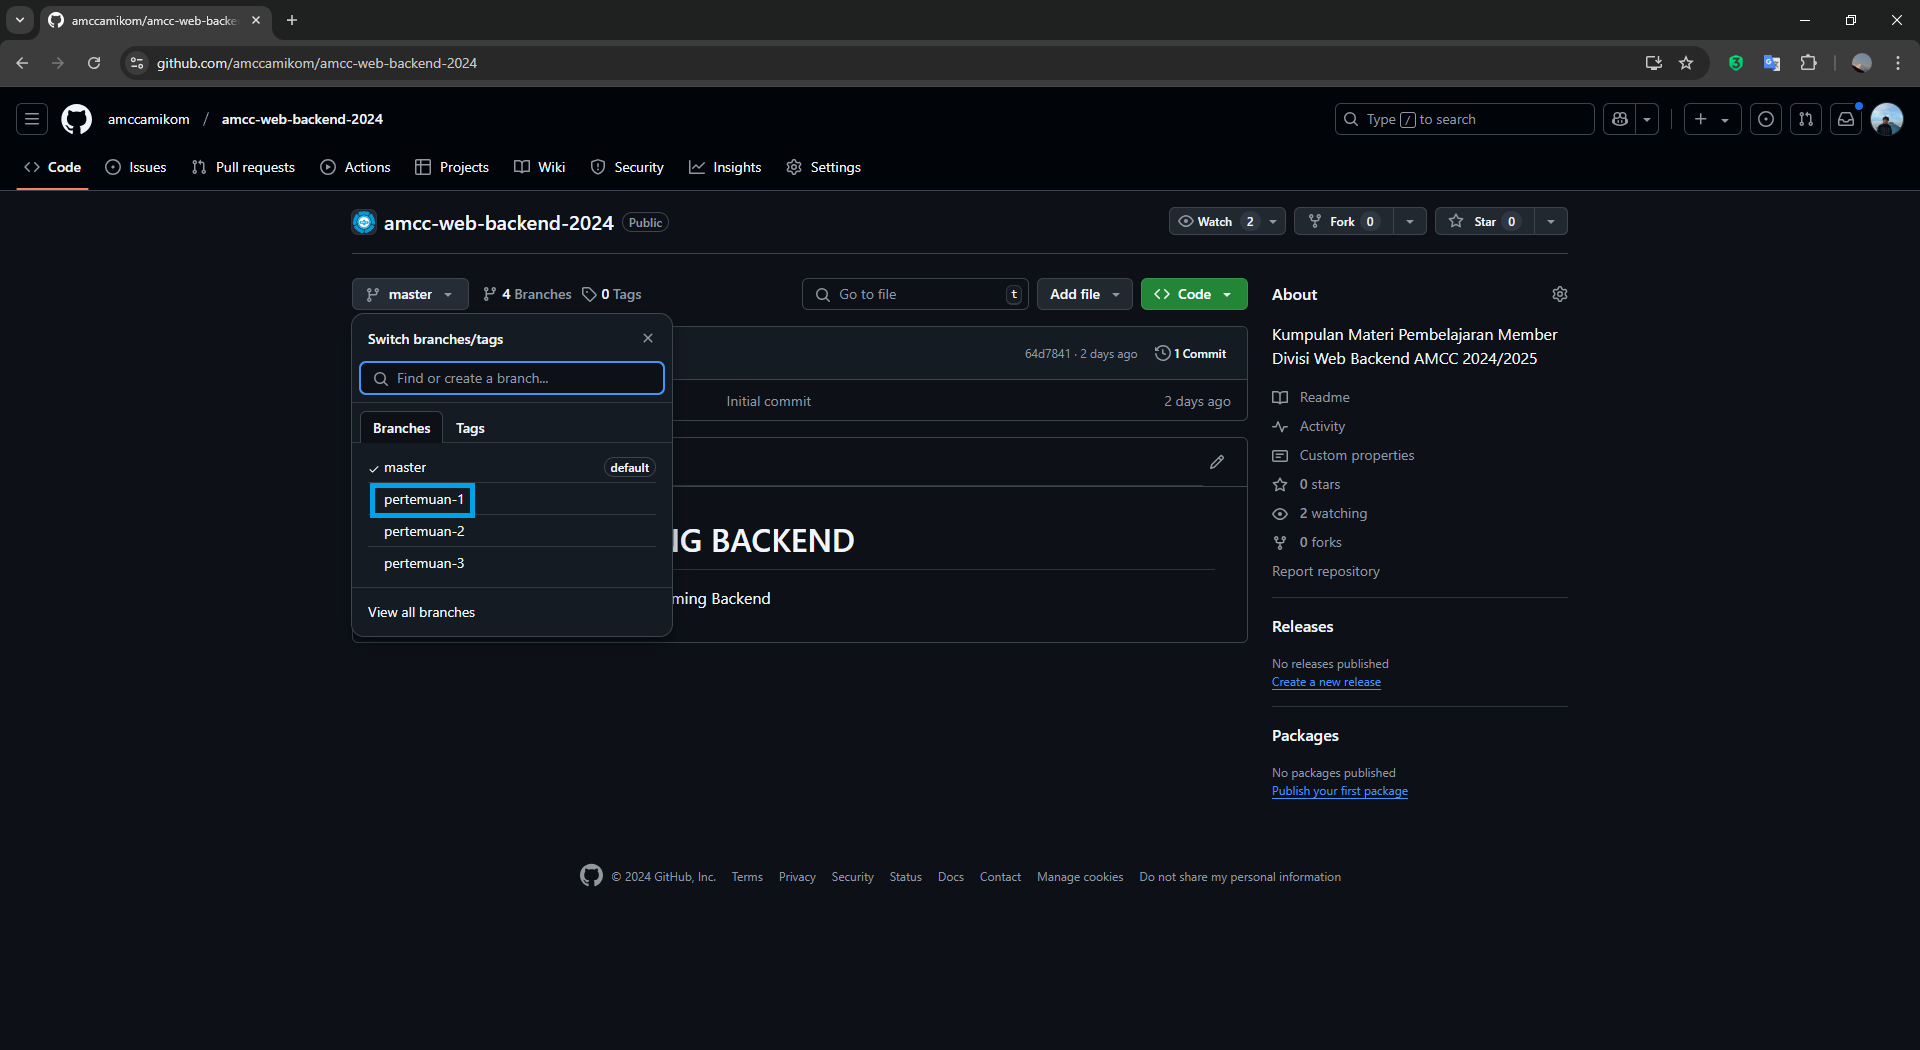 amccamikom/amcc-web-backe
github.com/amccamikom/amcc-web-backend-2024
3
amccamikom / amcc-web-backend-2024
Type / to search
Code Issues Pull requests Actions Projects Wiki Security Insights Settings
amcc-web-backend-2024 Public
Watch 2 Fork 0 Star 0
master 4 Branches 0 Tags
Go to file t Add file Code
Switch branches/tags
Find or create a branch...
Branches Tags
master default
pertemuan-1
pertemuan-2
pertemuan-3
View all branches
64d7841 · 2 days ago 1 Commit
Initial commit 2 days ago
NG BACKEND
ming Backend
About
Kumpulan Materi Pembelajaran Member
Divisi Web Backend AMCC 2024/2025
Readme
Activity
Custom properties
0 stars
2 watching
0 forks
Report repository
Releases
No releases published
Create a new release
Packages
No packages published
Publish your first package
© 2024 GitHub, Inc. Terms Privacy Security Status Docs Contact Manage cookies Do not share my personal information